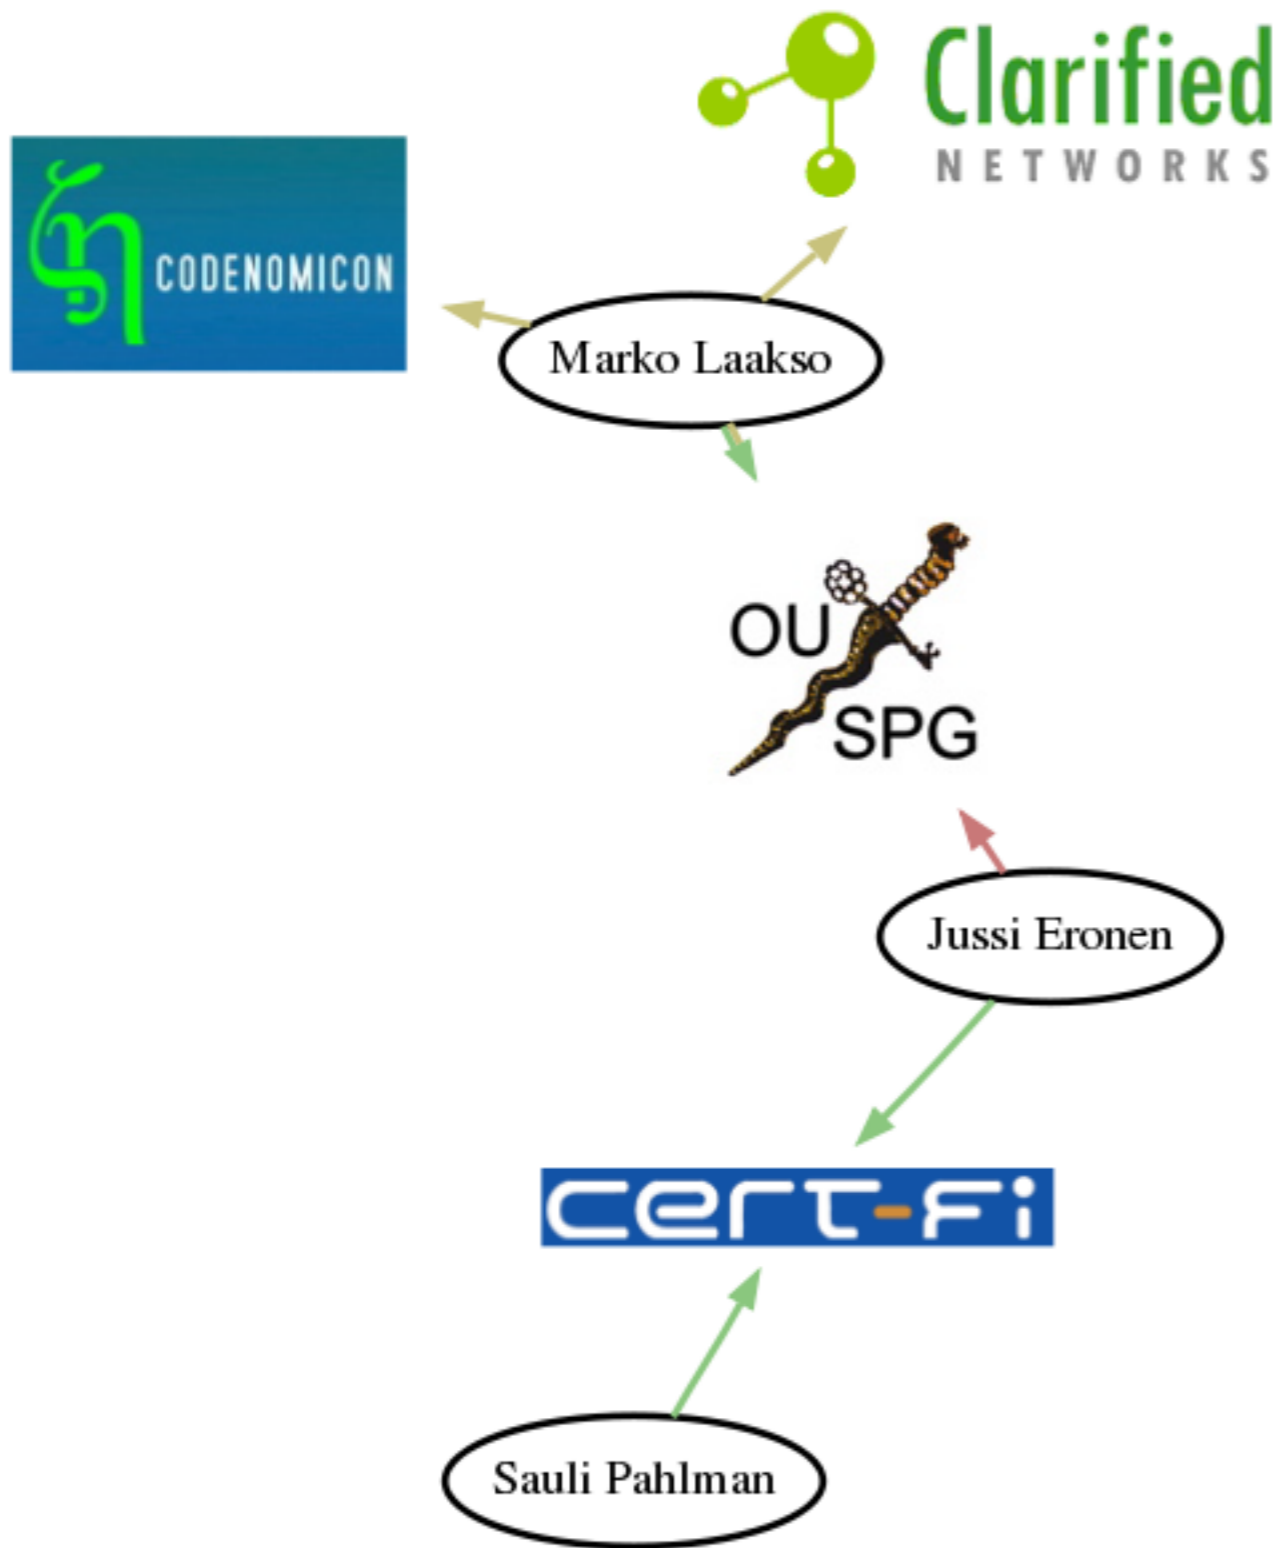 Clarified
NETWORKS
CODENOMICON
Marko Laakso
OU
SPG
Jussi Eronen
CERT-Fi
Sauli Pahlman